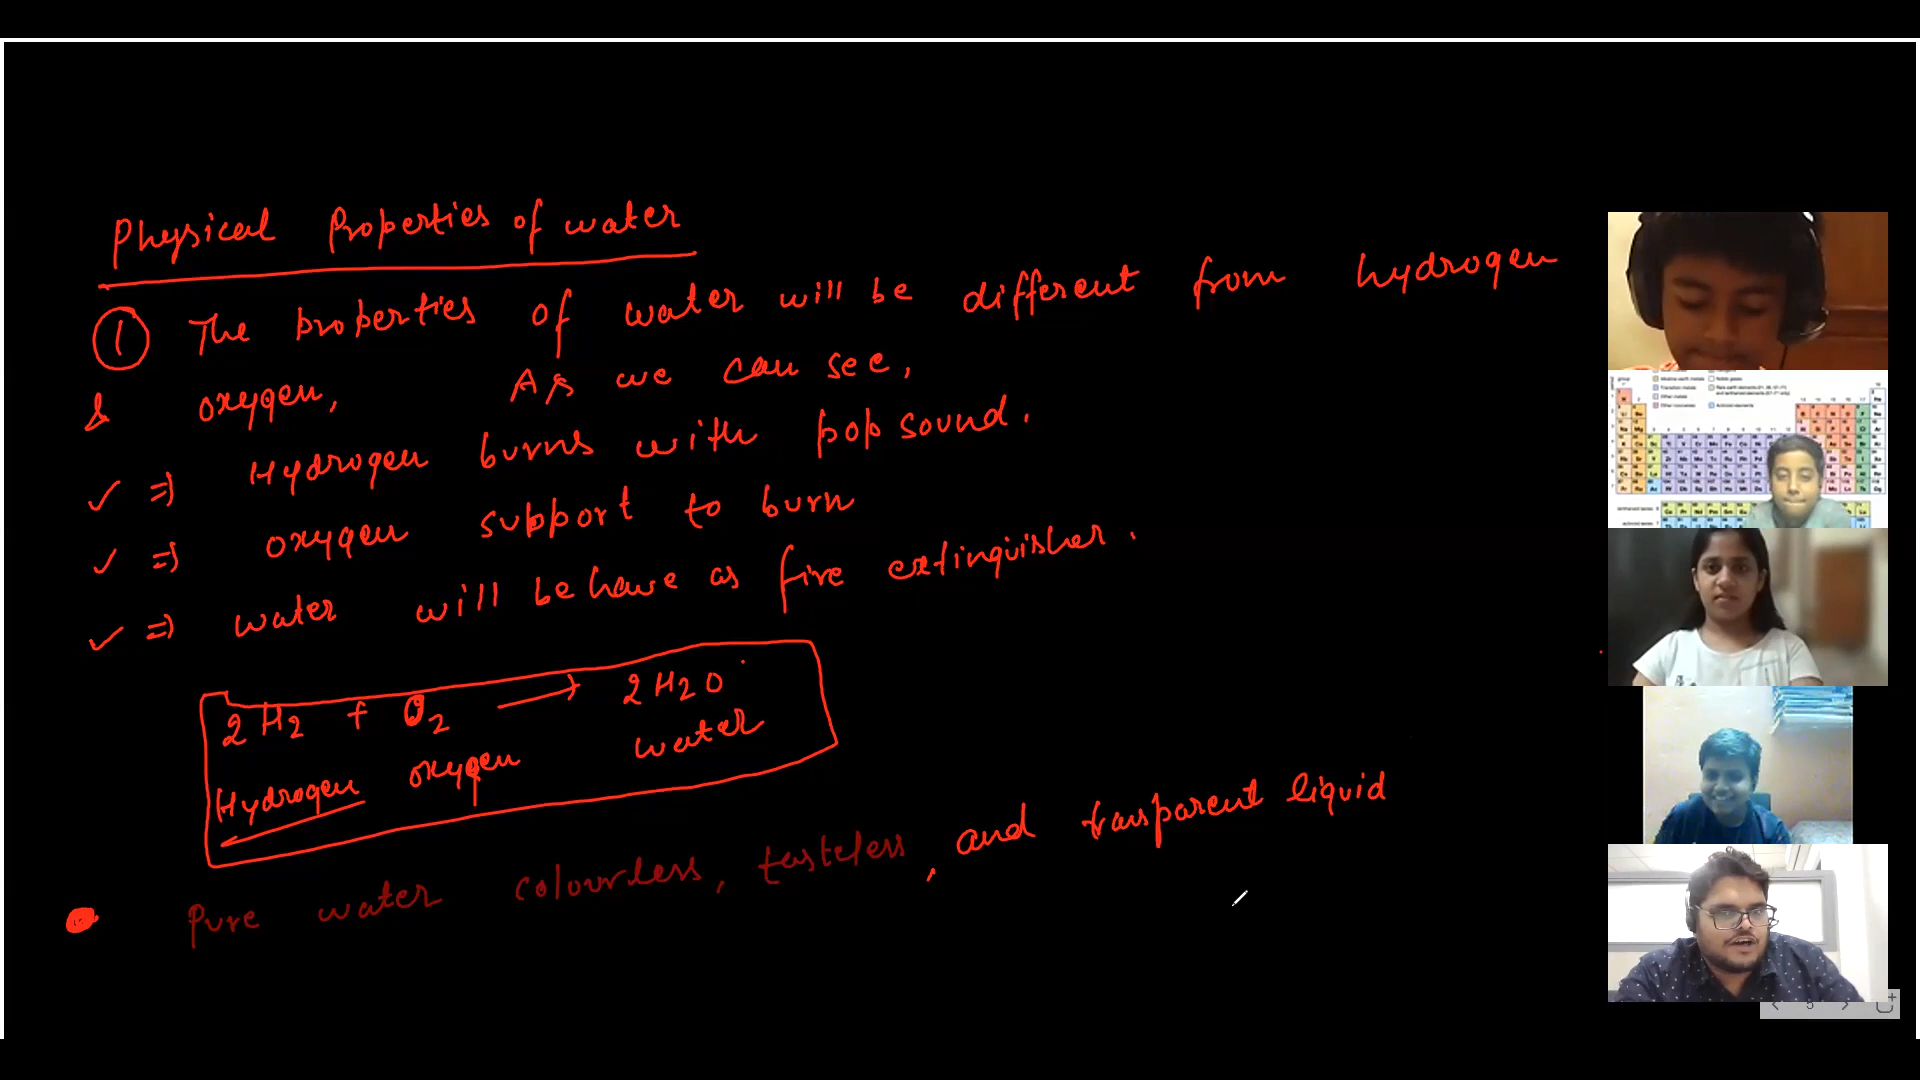 Physical Properties of water
① The properties of water will be different from hydrogen
& oxygen, As we can see,
✓ ⇒ Hydrogen burns with pop sound.
✓ ⇒ oxygen support to burn
✓ ⇒ water will behave as fire extinguisher.
2H2 + O2 → 2H2O
Hydrogen oxygen water
Pure water colourless, tasteless, and transparent liquid
5